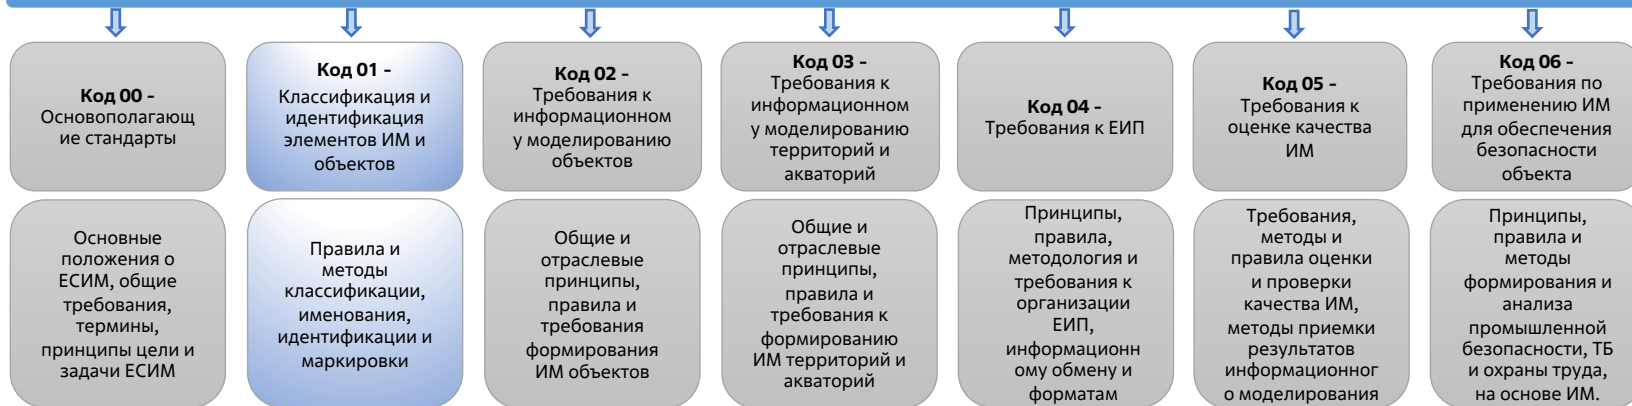 Код 00 -
Основополагающ
ие стандарты
Код 01 -
Классификация и
идентификация
элементов ИМ и
объектов
Код 02 -
Требования к
информационном
у моделированию
объектов
Код 03 -
Требования к
информационном
у моделированию
территорий и
акваторий
Код 04 -
Требования к ЕИП
Код 05 -
Требования к
оценке качества
ИМ
Код 06 -
Требования по
применению ИМ
для обеспечения
безопасности
объекта
Основные
положения о
ЕСИМ, общие
требования,
термины,
принципы цели и
задачи ЕСИМ
Правила и
методы
классификации,
именования,
идентификации и
маркировки
Общие и
отраслевые
принципы,
правила и
требования
формирования
ИМ объектов
Общие и
отраслевые
принципы,
правила и
требования к
формированию
ИМ территорий и
акваторий
Принципы,
правила,
методология и
требования к
организации
ЕИП,
информационн
ому обмену и
форматам
Требования,
методы и
правила оценки
и проверки
качества ИМ,
методы приемки
результатов
информационног
о моделирования
Принципы,
правила и
методы
формирования и
анализа
промышленной
безопасности, ТБ
и охраны труда,
на основе ИМ.